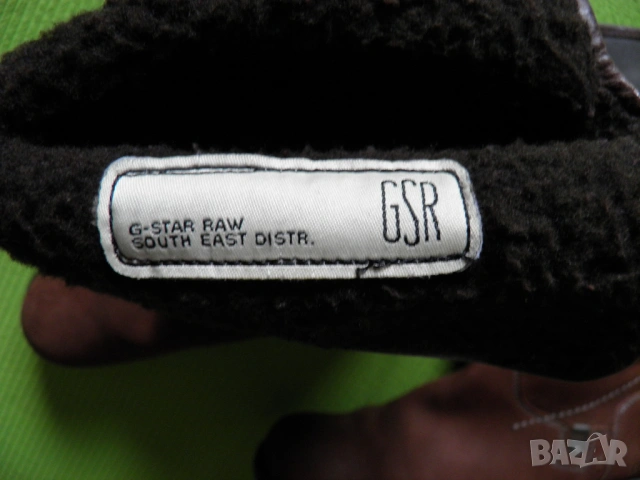 G-STAR RAW
SOUTH EAST DISTR.
GSR
BAZAR